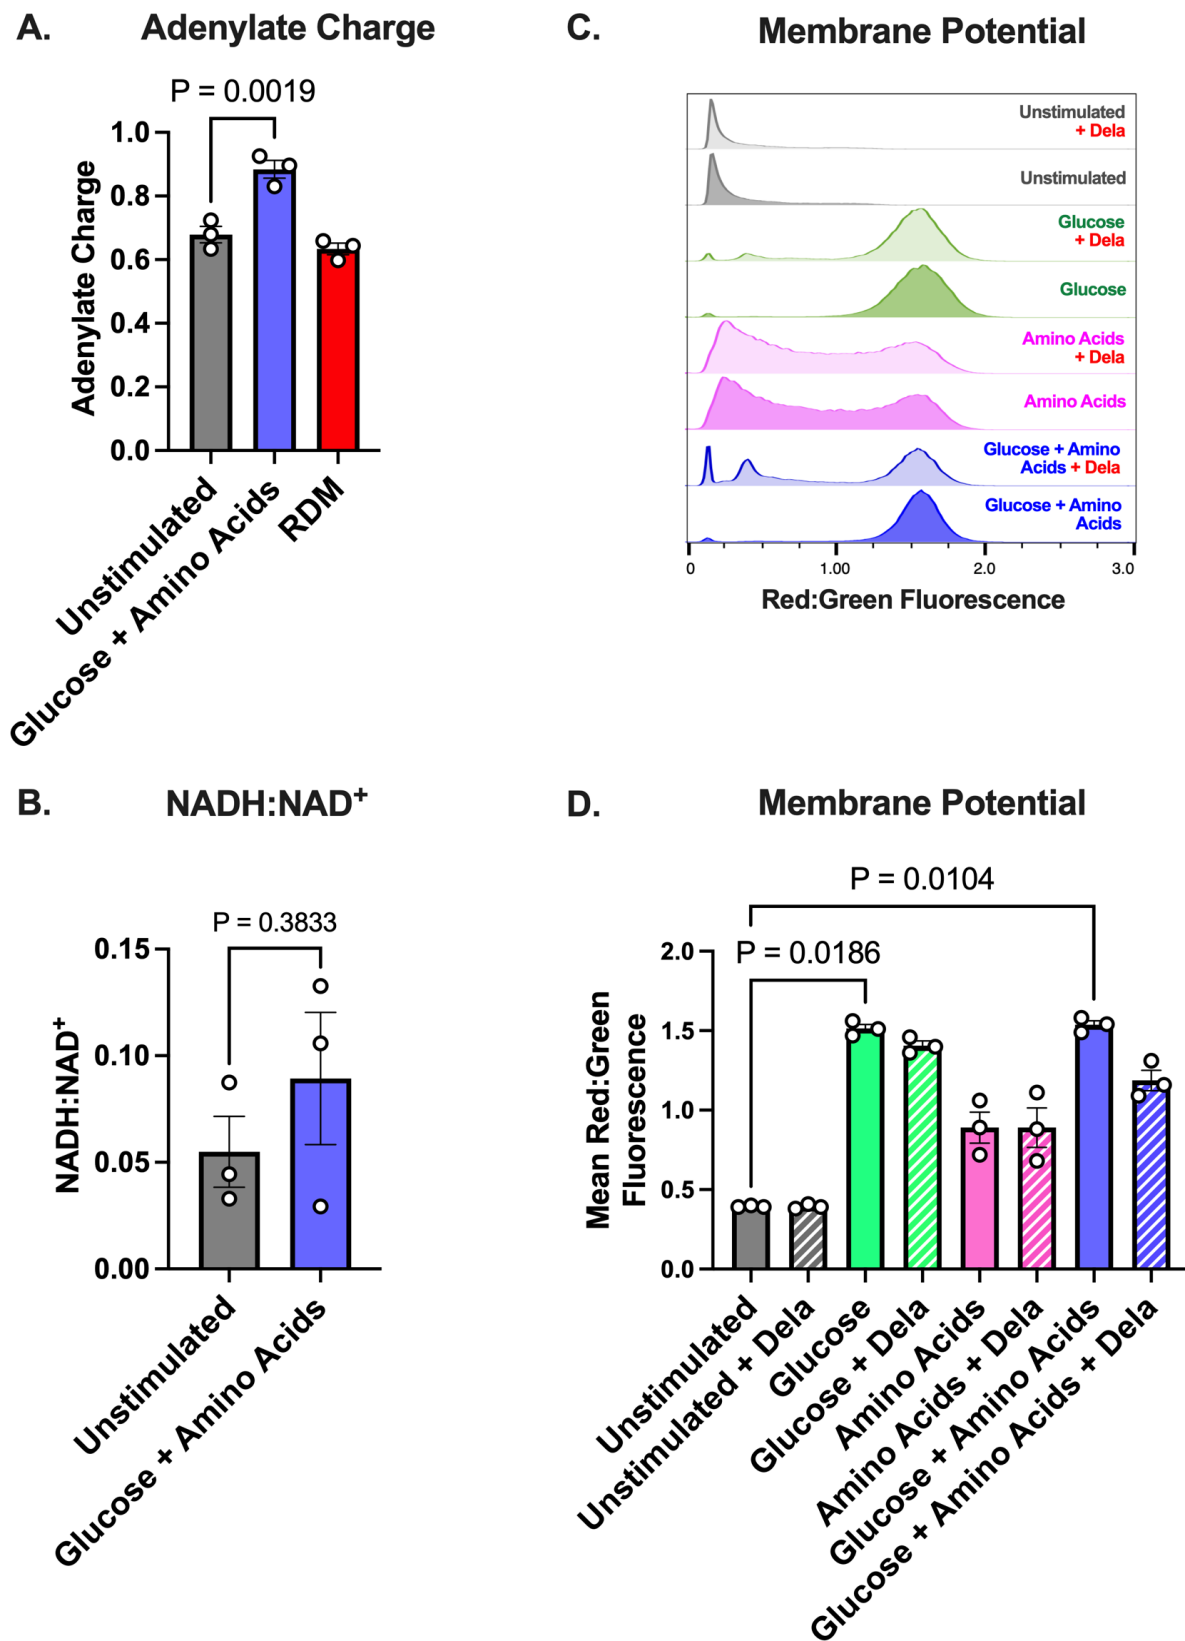 A. Adenylate Charge
P = 0.0019
Adenylate Charge
1.0
0.8
0.6
0.4
0.2
0.0
Unstimulated
Glucose + Amino Acids
RDM
B. NADH:NAD⁺
P = 0.3833
NADH:NAD⁺
0.15
0.10
0.05
0.00
Unstimulated
Glucose + Amino Acids
C. Membrane Potential
Unstimulated
+ Dela
Unstimulated
Glucose
+ Dela
Glucose
Amino Acids
+ Dela
Amino Acids
Glucose + Amino
Acids + Dela
Glucose + Amino
Acids
0 1.00 2.0 3.0
Red:Green Fluorescence
D. Membrane Potential
P = 0.0104
P = 0.0186
Mean Red:Green
Fluorescence
2.0
1.5
1.0
0.5
0.0
Unstimulated
Unstimulated + Dela
Glucose
Glucose + Dela
Amino Acids
Amino Acids + Dela
Glucose + Amino Acids
Glucose + Amino Acids + Dela